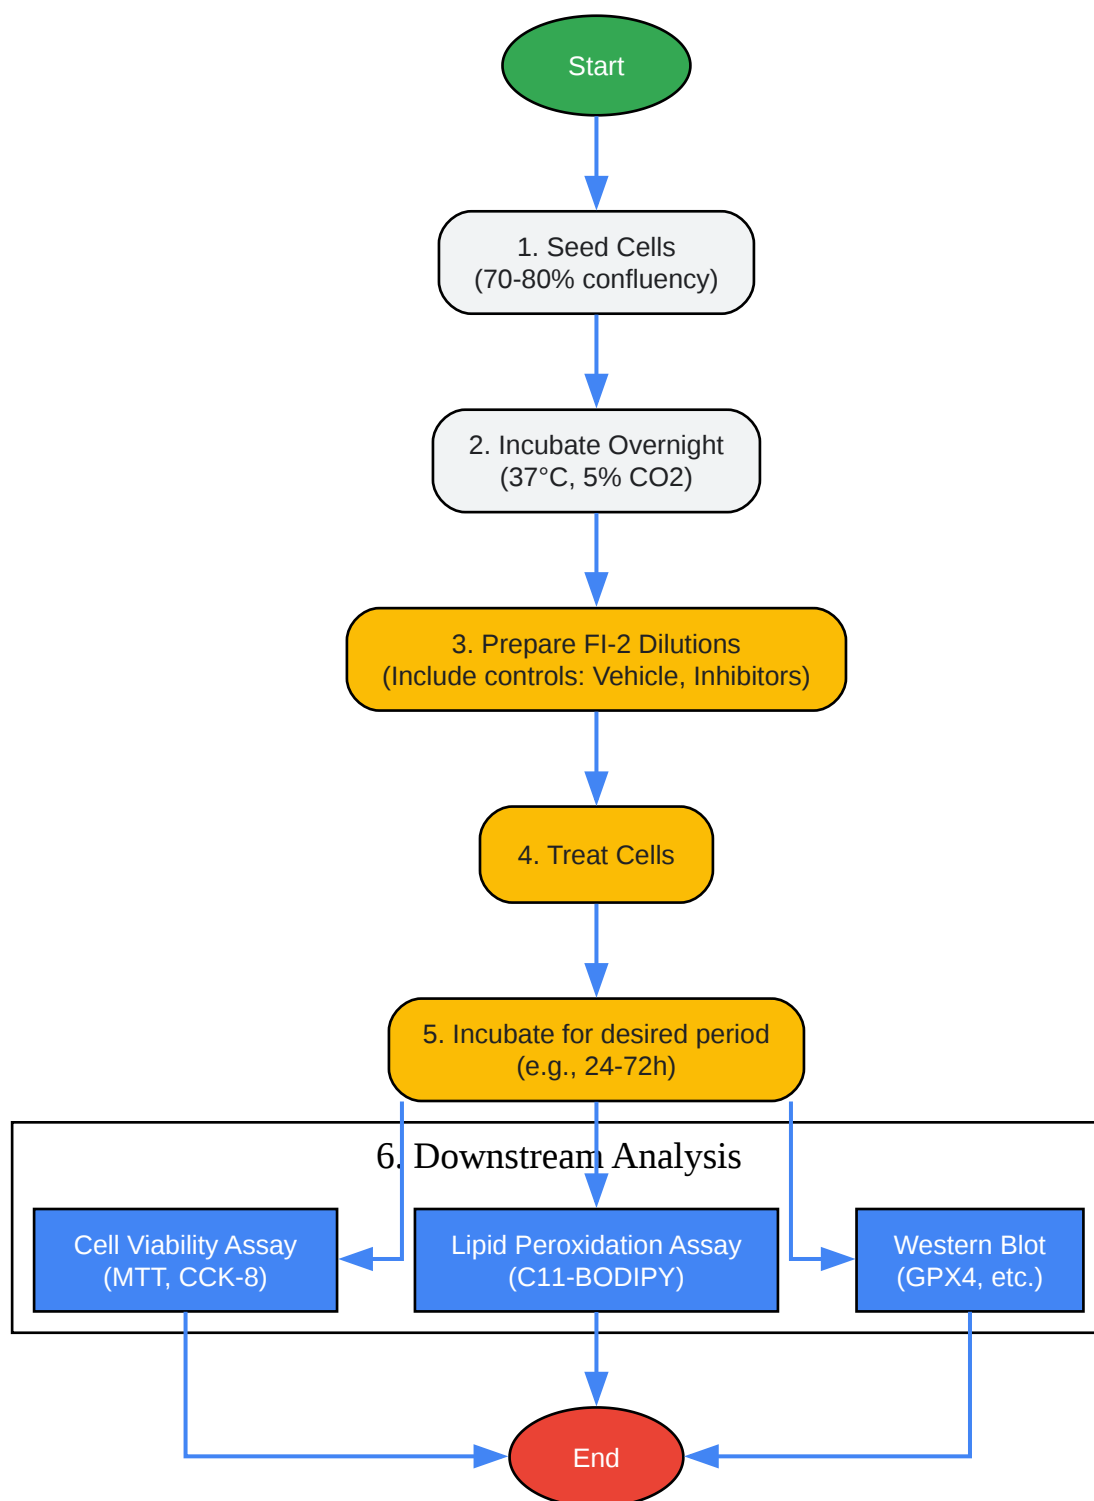 Start
1. Seed Cells
(70-80% confluency)
2. Incubate Overnight
(37°C, 5% CO2)
3. Prepare FI-2 Dilutions
(Include controls: Vehicle, Inhibitors)
4. Treat Cells
5. Incubate for desired period
(e.g., 24-72h)
6. Downstream Analysis
Cell Viability Assay
(MTT, CCK-8)
Lipid Peroxidation Assay
(C11-BODIPY)
Western Blot
(GPX4, etc.)
End